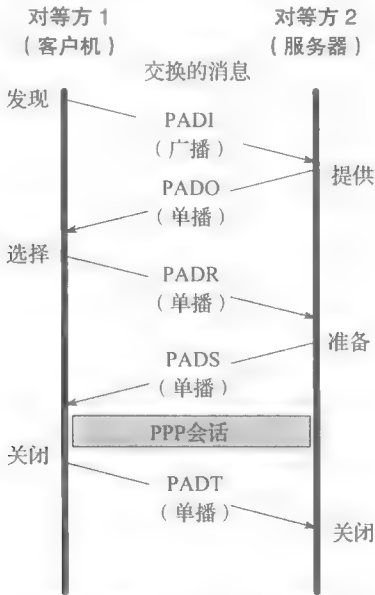 对等方1
（客户机）
对等方2
（服务器）
交换的消息
发现
PADI
（广播）
提供
PADO
（单播）
选择
PADR
（单播）
准备
PADS
（单播）
PPP会话
关闭
PADT
（单播）
关闭